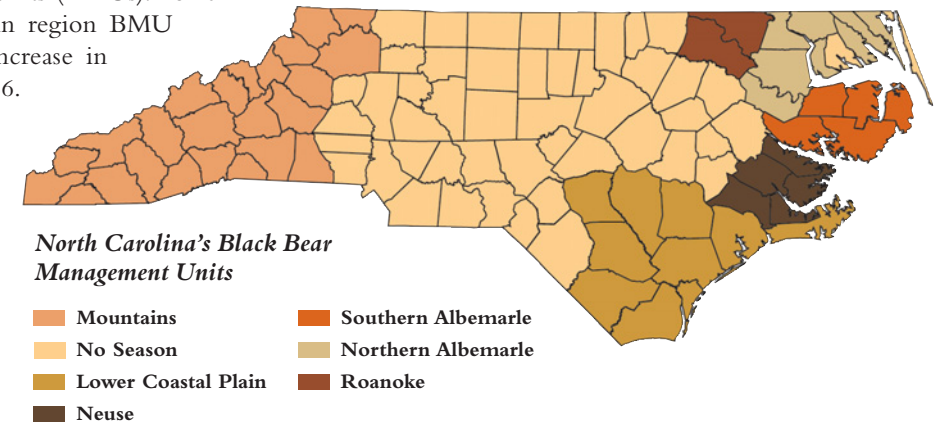 an region BMU
ncrease in
6.
North Carolina's Black Bear
Management Units
Mountains
No Season
Lower Coastal Plain
Neuse
Southern Albemarle
Northern Albemarle
Roanoke